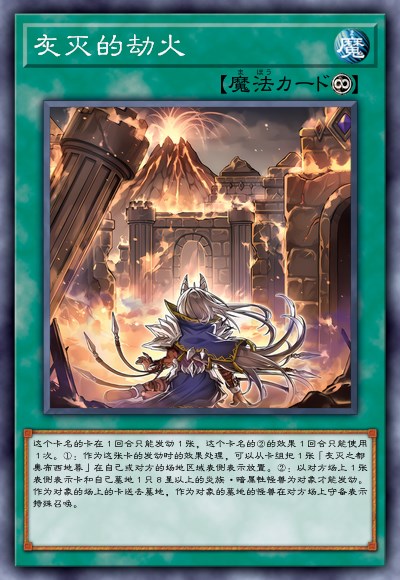 灰灭的劫火
魔
【魔法カード】
ま ほう
这个卡名的卡在１回合只能发动１张，这个卡名的②的效果１回合只能使用
１次。①：作为这张卡的发动时的效果处理，可以从卡组把１张「灰灭之都 
奥布西地暮」在自己或对方的场地区域表侧表示放置。②：以对方场上１张
表侧表示卡和自己墓地１只８星以上的炎族・暗属性怪兽为对象才能发动。
作为对象的场上的卡送去墓地，作为对象的墓地的怪兽在对方场上守备表示
特殊召唤。